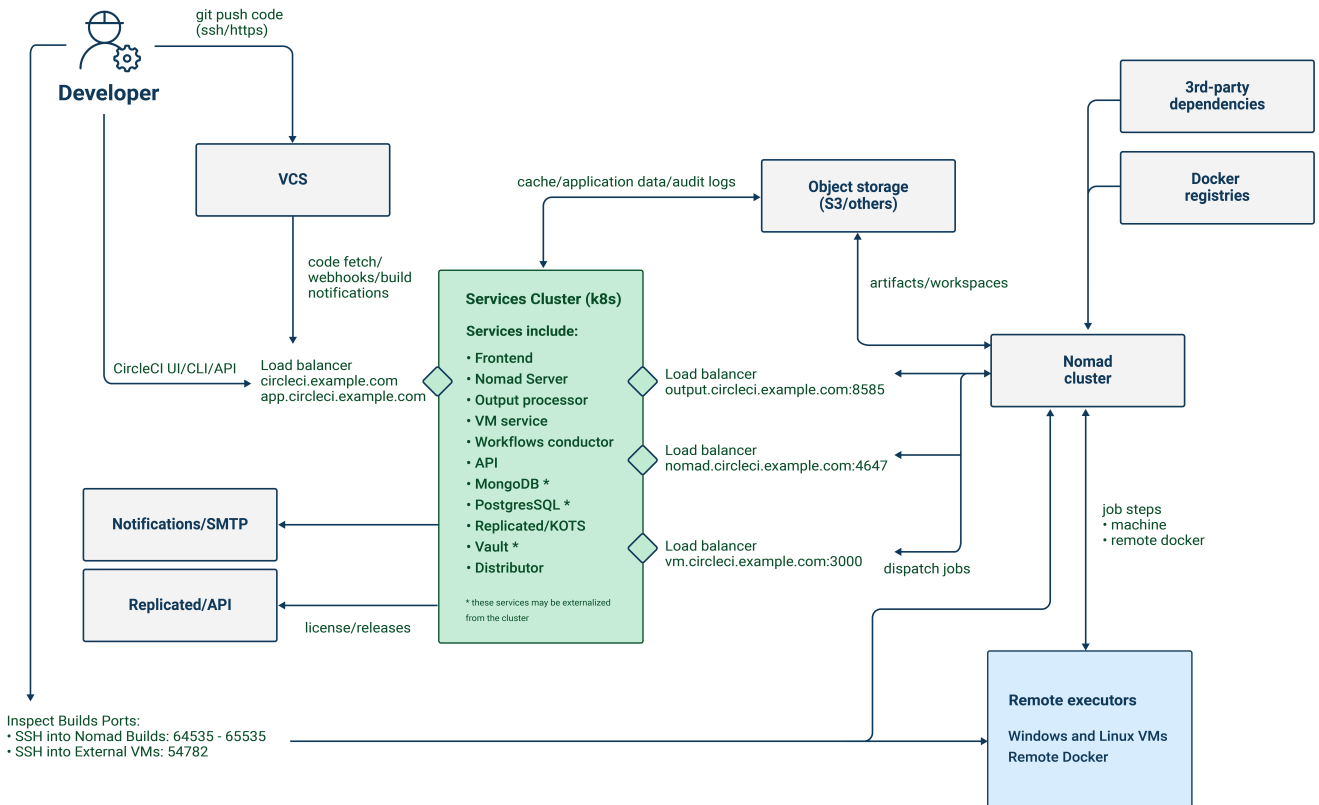 git push code
(ssh/https)
Developer
VCS
code fetch/
webhooks/build
notifications
CircleCI UI/CLI/API
Load balancer
circleci.example.com
app.circleci.example.com
cache/application data/audit logs
Object storage
(S3/others)
3rd-party
dependencies
Docker
registries
artifacts/workspaces
Nomad
cluster
Services Cluster (k8s)
Services include:
• Frontend
• Nomad Server
• Output processor
• VM service
• Workflows conductor
• API
• MongoDB *
• PostgresSQL *
• Replicated/KOTS
• Vault *
• Distributor
* these services may be externalized
from the cluster
Load balancer
output.circleci.example.com:8585
Load balancer
nomad.circleci.example.com:4647
Load balancer
vm.circleci.example.com:3000
dispatch jobs
job steps
• machine
• remote docker
Notifications/SMTP
Replicated/API
license/releases
Inspect Builds Ports:
• SSH into Nomad Builds: 64535 - 65535
• SSH into External VMs: 54782
Remote executors
Windows and Linux VMs
Remote Docker